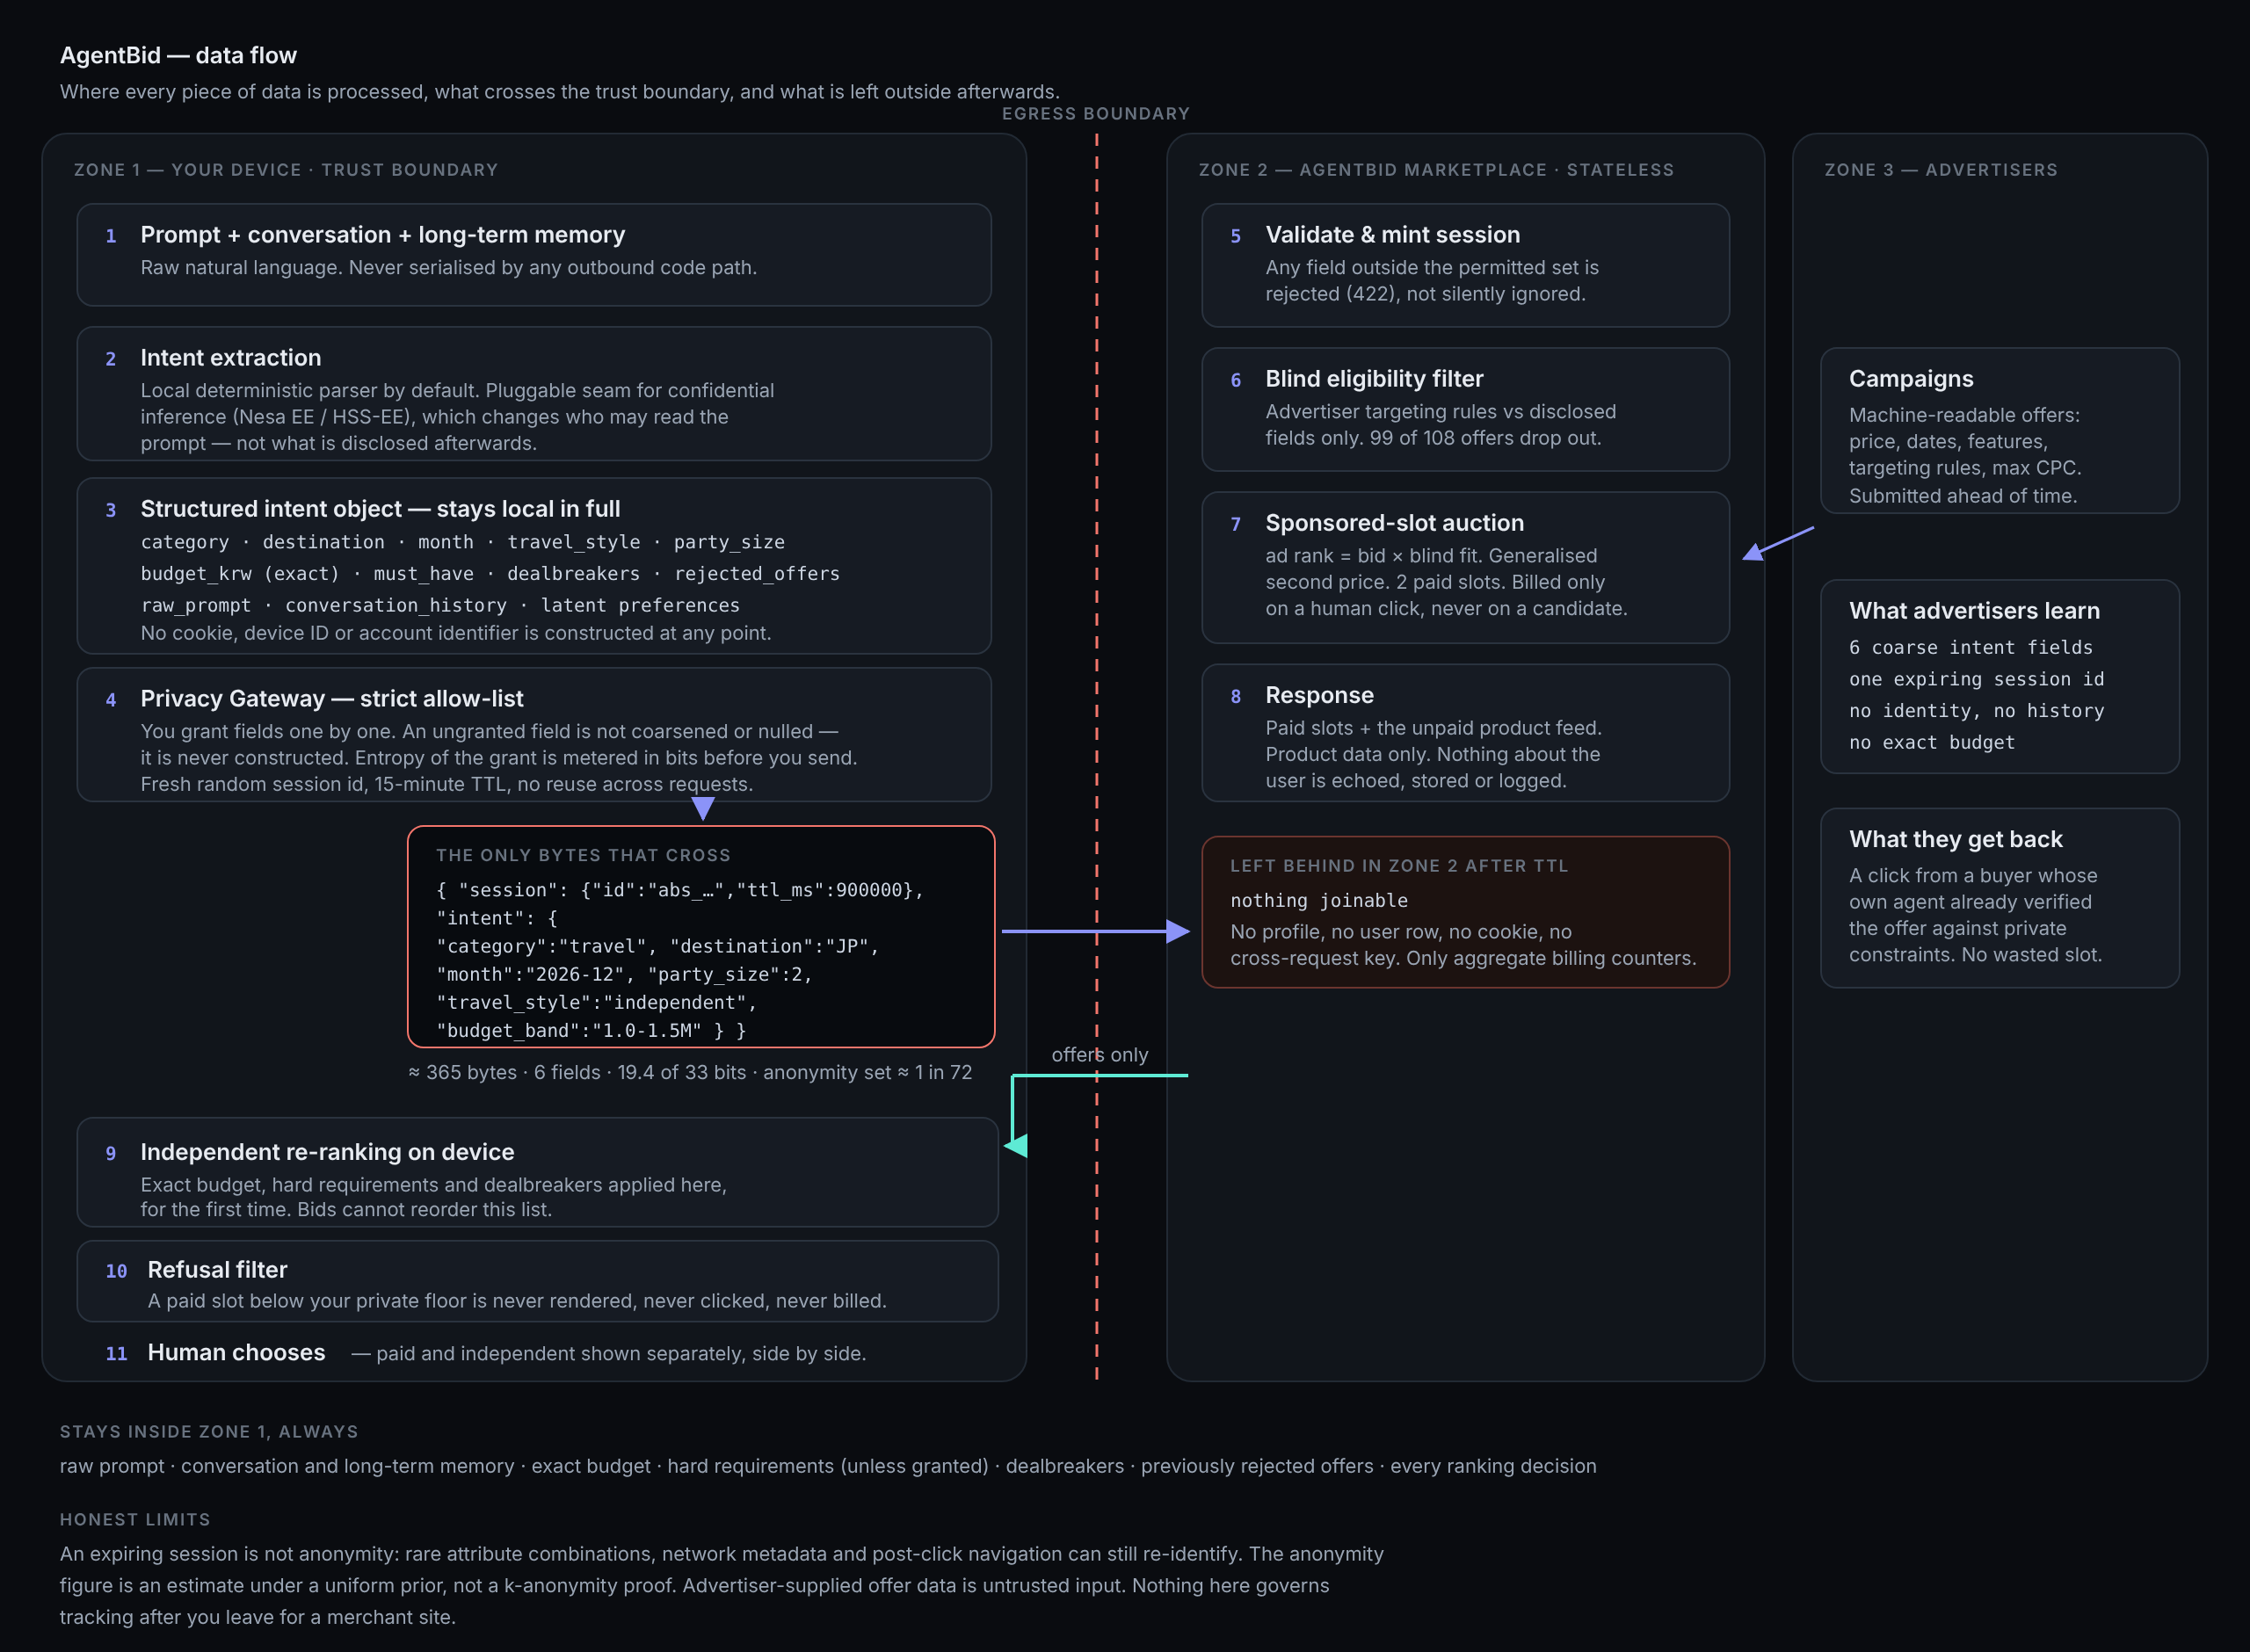 AgentBid — data flow
Where every piece of data is processed, what crosses the trust boundary, and what is left outside afterwards.
EGRESS BOUNDARY
ZONE 1 — YOUR DEVICE · TRUST BOUNDARY
1 Prompt + conversation + long-term memory
Raw natural language. Never serialised by any outbound code path.
2 Intent extraction
Local deterministic parser by default. Pluggable seam for confidential
inference (Nesa EE / HSS-EE), which changes who may read the
prompt — not what is disclosed afterwards.
3 Structured intent object — stays local in full
category · destination · month · travel_style · party_size
budget_krw (exact) · must_have · dealbreakers · rejected_offers
raw_prompt · conversation_history · latent preferences
No cookie, device ID or account identifier is constructed at any point.
4 Privacy Gateway — strict allow-list
You grant fields one by one. An ungranted field is not coarsened or nulled —
it is never constructed. Entropy of the grant is metered in bits before you send.
Fresh random session id, 15-minute TTL, no reuse across requests.
THE ONLY BYTES THAT CROSS
{ "session": {"id":"abs_…","ttl_ms":900000},
"intent": {
"category":"travel", "destination":"JP",
"month":"2026-12", "party_size":2,
"travel_style":"independent",
"budget_band":"1.0-1.5M" } }
≈ 365 bytes · 6 fields · 19.4 of 33 bits · anonymity set ≈ 1 in 72
offers only
9 Independent re-ranking on device
Exact budget, hard requirements and dealbreakers applied here,
for the first time. Bids cannot reorder this list.
10 Refusal filter
A paid slot below your private floor is never rendered, never clicked, never billed.
11 Human chooses — paid and independent shown separately, side by side.
ZONE 2 — AGENTBID MARKETPLACE · STATELESS
5 Validate & mint session
Any field outside the permitted set is
rejected (422), not silently ignored.
6 Blind eligibility filter
Advertiser targeting rules vs disclosed
fields only. 99 of 108 offers drop out.
7 Sponsored-slot auction
ad rank = bid × blind fit. Generalised
second price. 2 paid slots. Billed only
on a human click, never on a candidate.
8 Response
Paid slots + the unpaid product feed.
Product data only. Nothing about the
user is echoed, stored or logged.
LEFT BEHIND IN ZONE 2 AFTER TTL
nothing joinable
No profile, no user row, no cookie, no
cross-request key. Only aggregate billing counters.
ZONE 3 — ADVERTISERS
Campaigns
Machine-readable offers:
price, dates, features,
targeting rules, max CPC.
Submitted ahead of time.
What advertisers learn
6 coarse intent fields
one expiring session id
no identity, no history
no exact budget
What they get back
A click from a buyer whose
own agent already verified
the offer against private
constraints. No wasted slot.
STAYS INSIDE ZONE 1, ALWAYS
raw prompt · conversation and long-term memory · exact budget · hard requirements (unless granted) · dealbreakers · previously rejected offers · every ranking decision
HONEST LIMITS
An expiring session is not anonymity: rare attribute combinations, network metadata and post-click navigation can still re-identify. The anonymity
figure is an estimate under a uniform prior, not a k-anonymity proof. Advertiser-supplied offer data is untrusted input. Nothing here governs
tracking after you leave for a merchant site.